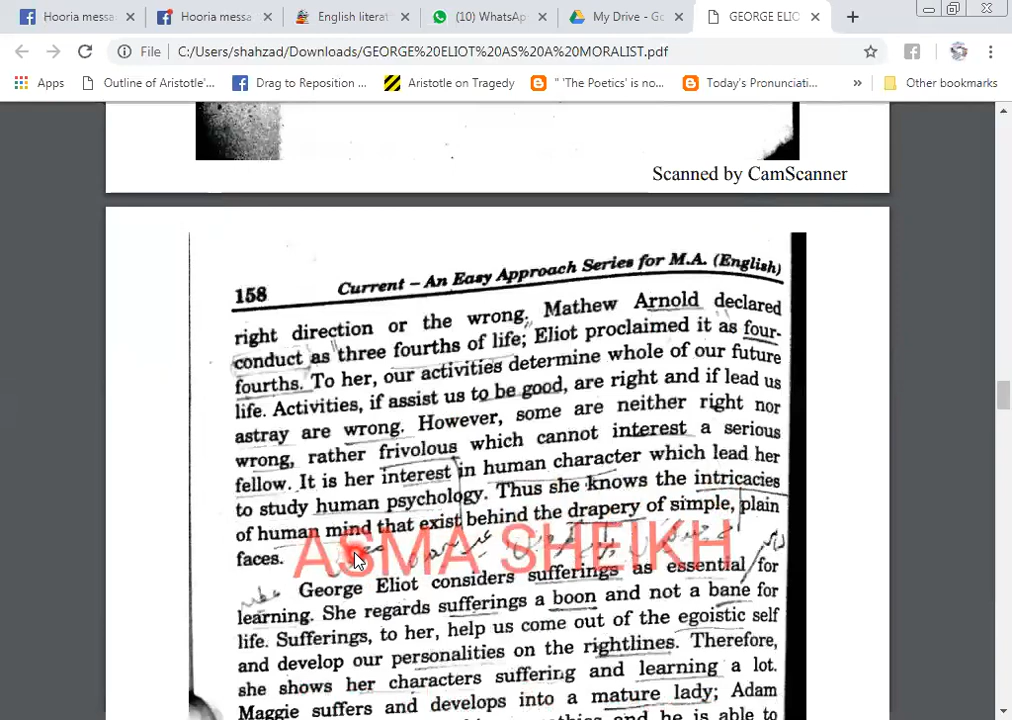 Hooria messa
Hooria messa
English literat
(10) WhatsAp
My Drive - Go
GEORGE ELIO
File
C:/Users/shahzad/Downloads/GEORGE%20ELIOT%20AS%20A%20MORALIST.pdf
Apps
Outline of Aristotle'...
Drag to Reposition ...
Aristotle on Tragedy
" 'The Poetics' is no...
Today's Pronunciati...
»
Other bookmarks
Scanned by CamScanner
158
Current – An Easy Approach Series for M.A. (English)
right direction or the wrong. Mathew Arnold declared
conduct as three fourths of life; Eliot proclaimed it as four-
fourths. To her, our activities determine whole of our future
life. Activities, if assist us to be good, are right and if lead us
astray are wrong. However, some are neither right nor
wrong, rather frivolous which cannot interest a serious
fellow. It is her interest in human character which lead her
to study human psychology. Thus she knows the intricacies
of human mind that exist behind the drapery of simple, plain
faces.
ASMA SHEIKH
George Eliot considers sufferings as essential for
learning. She regards sufferings a boon and not a bane for
life. Sufferings, to her, help us come out of the egoistic self
and develop our personalities on the rightlines. Therefore,
she shows her characters suffering and learning a lot.
Maggie suffers and develops into a mature lady; Adam
and he is able to